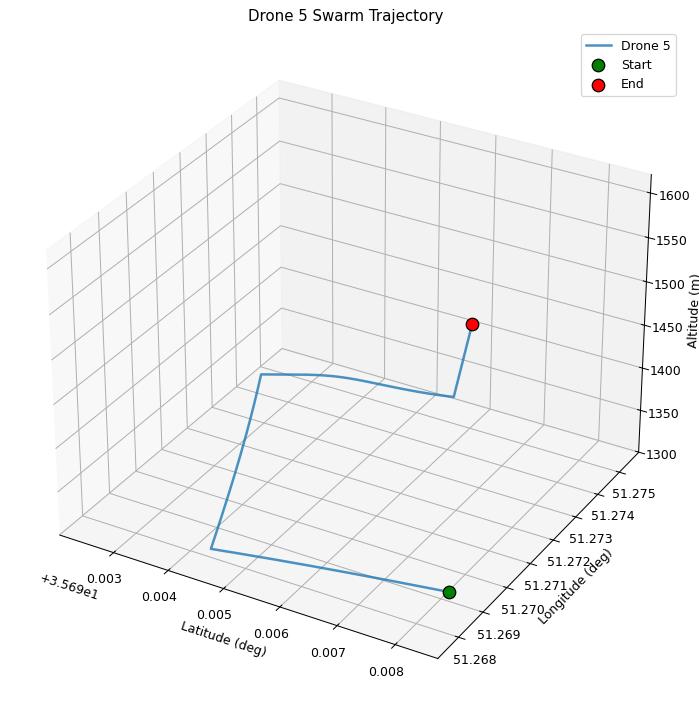 Drone 5 Swarm Trajectory
Drone 5
Start
End
1600
1550
1500
1450
1400
1350
1300
Altitude (m)
51.275
51.274
51.273
51.272
51.271
51.270
51.269
51.268
Longitude (deg)
+3.569e1
0.003
0.004
0.005
0.006
0.007
0.008
Latitude (deg)